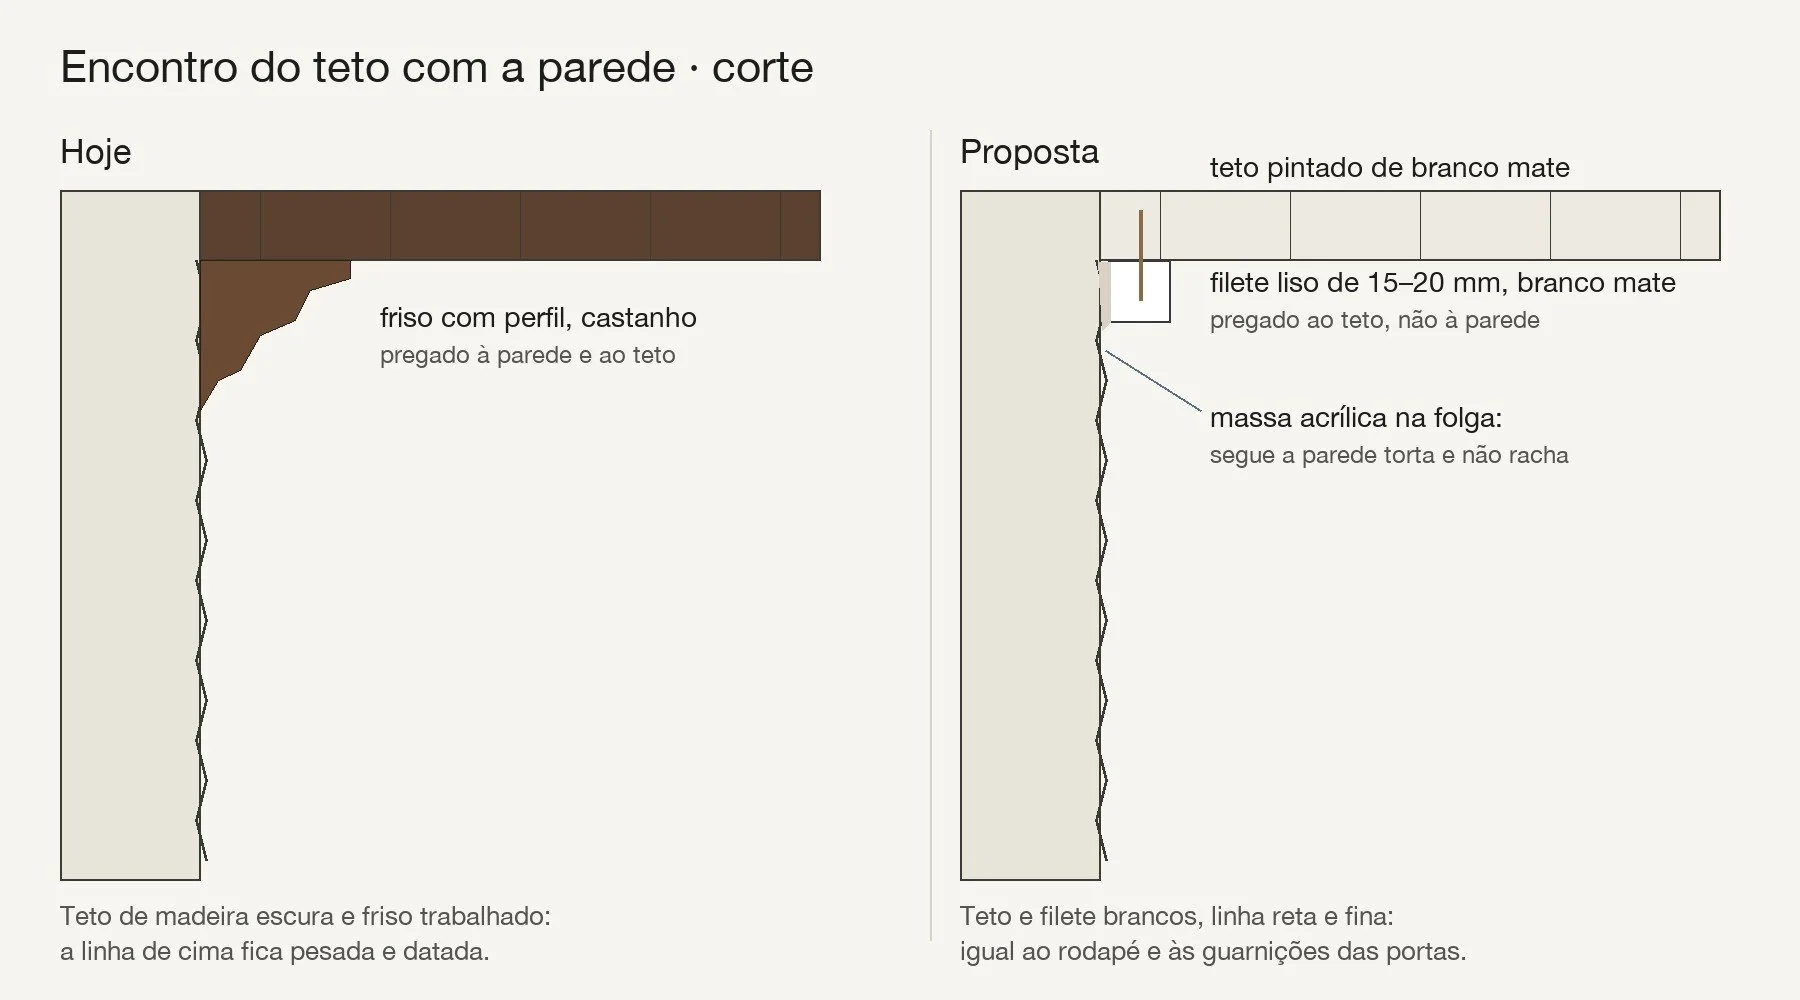 Encontro do teto com a parede · corte
Hoje
friso com perfil, castanho
pregado à parede e ao teto
Teto de madeira escura e friso trabalhado:
a linha de cima fica pesada e datada.
Proposta
teto pintado de branco mate
filete liso de 15–20 mm, branco mate
pregado ao teto, não à parede
massa acrílica na folga:
segue a parede torta e não racha
Teto e filete brancos, linha reta e fina:
igual ao rodapé e às guarnições das portas.